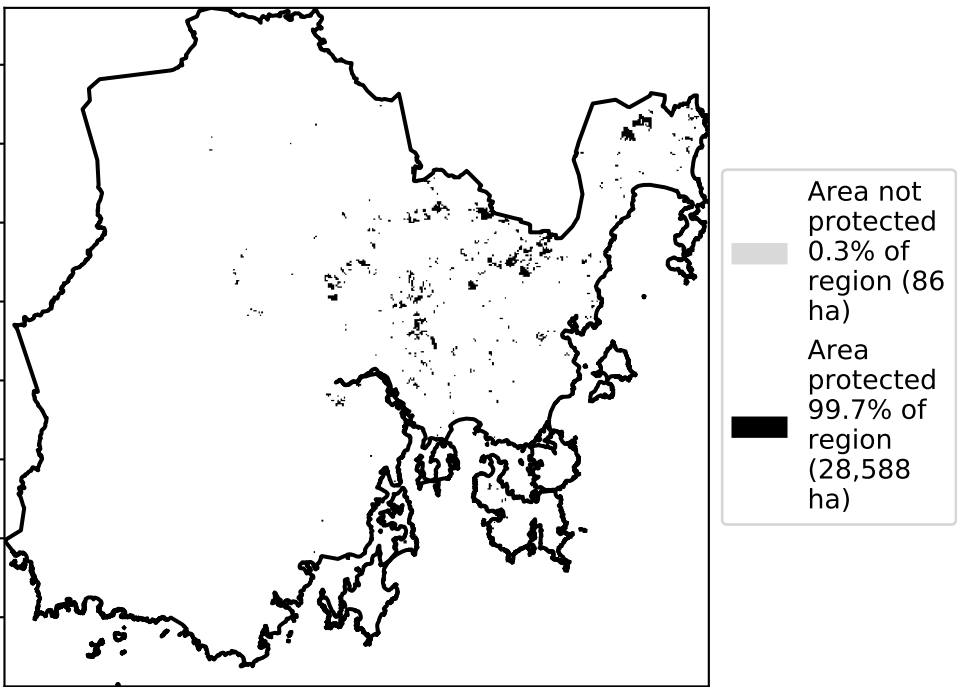 Area not
protected
0.3% of
region (86
ha)
Area
protected
99.7% of
region
(28,588
ha)